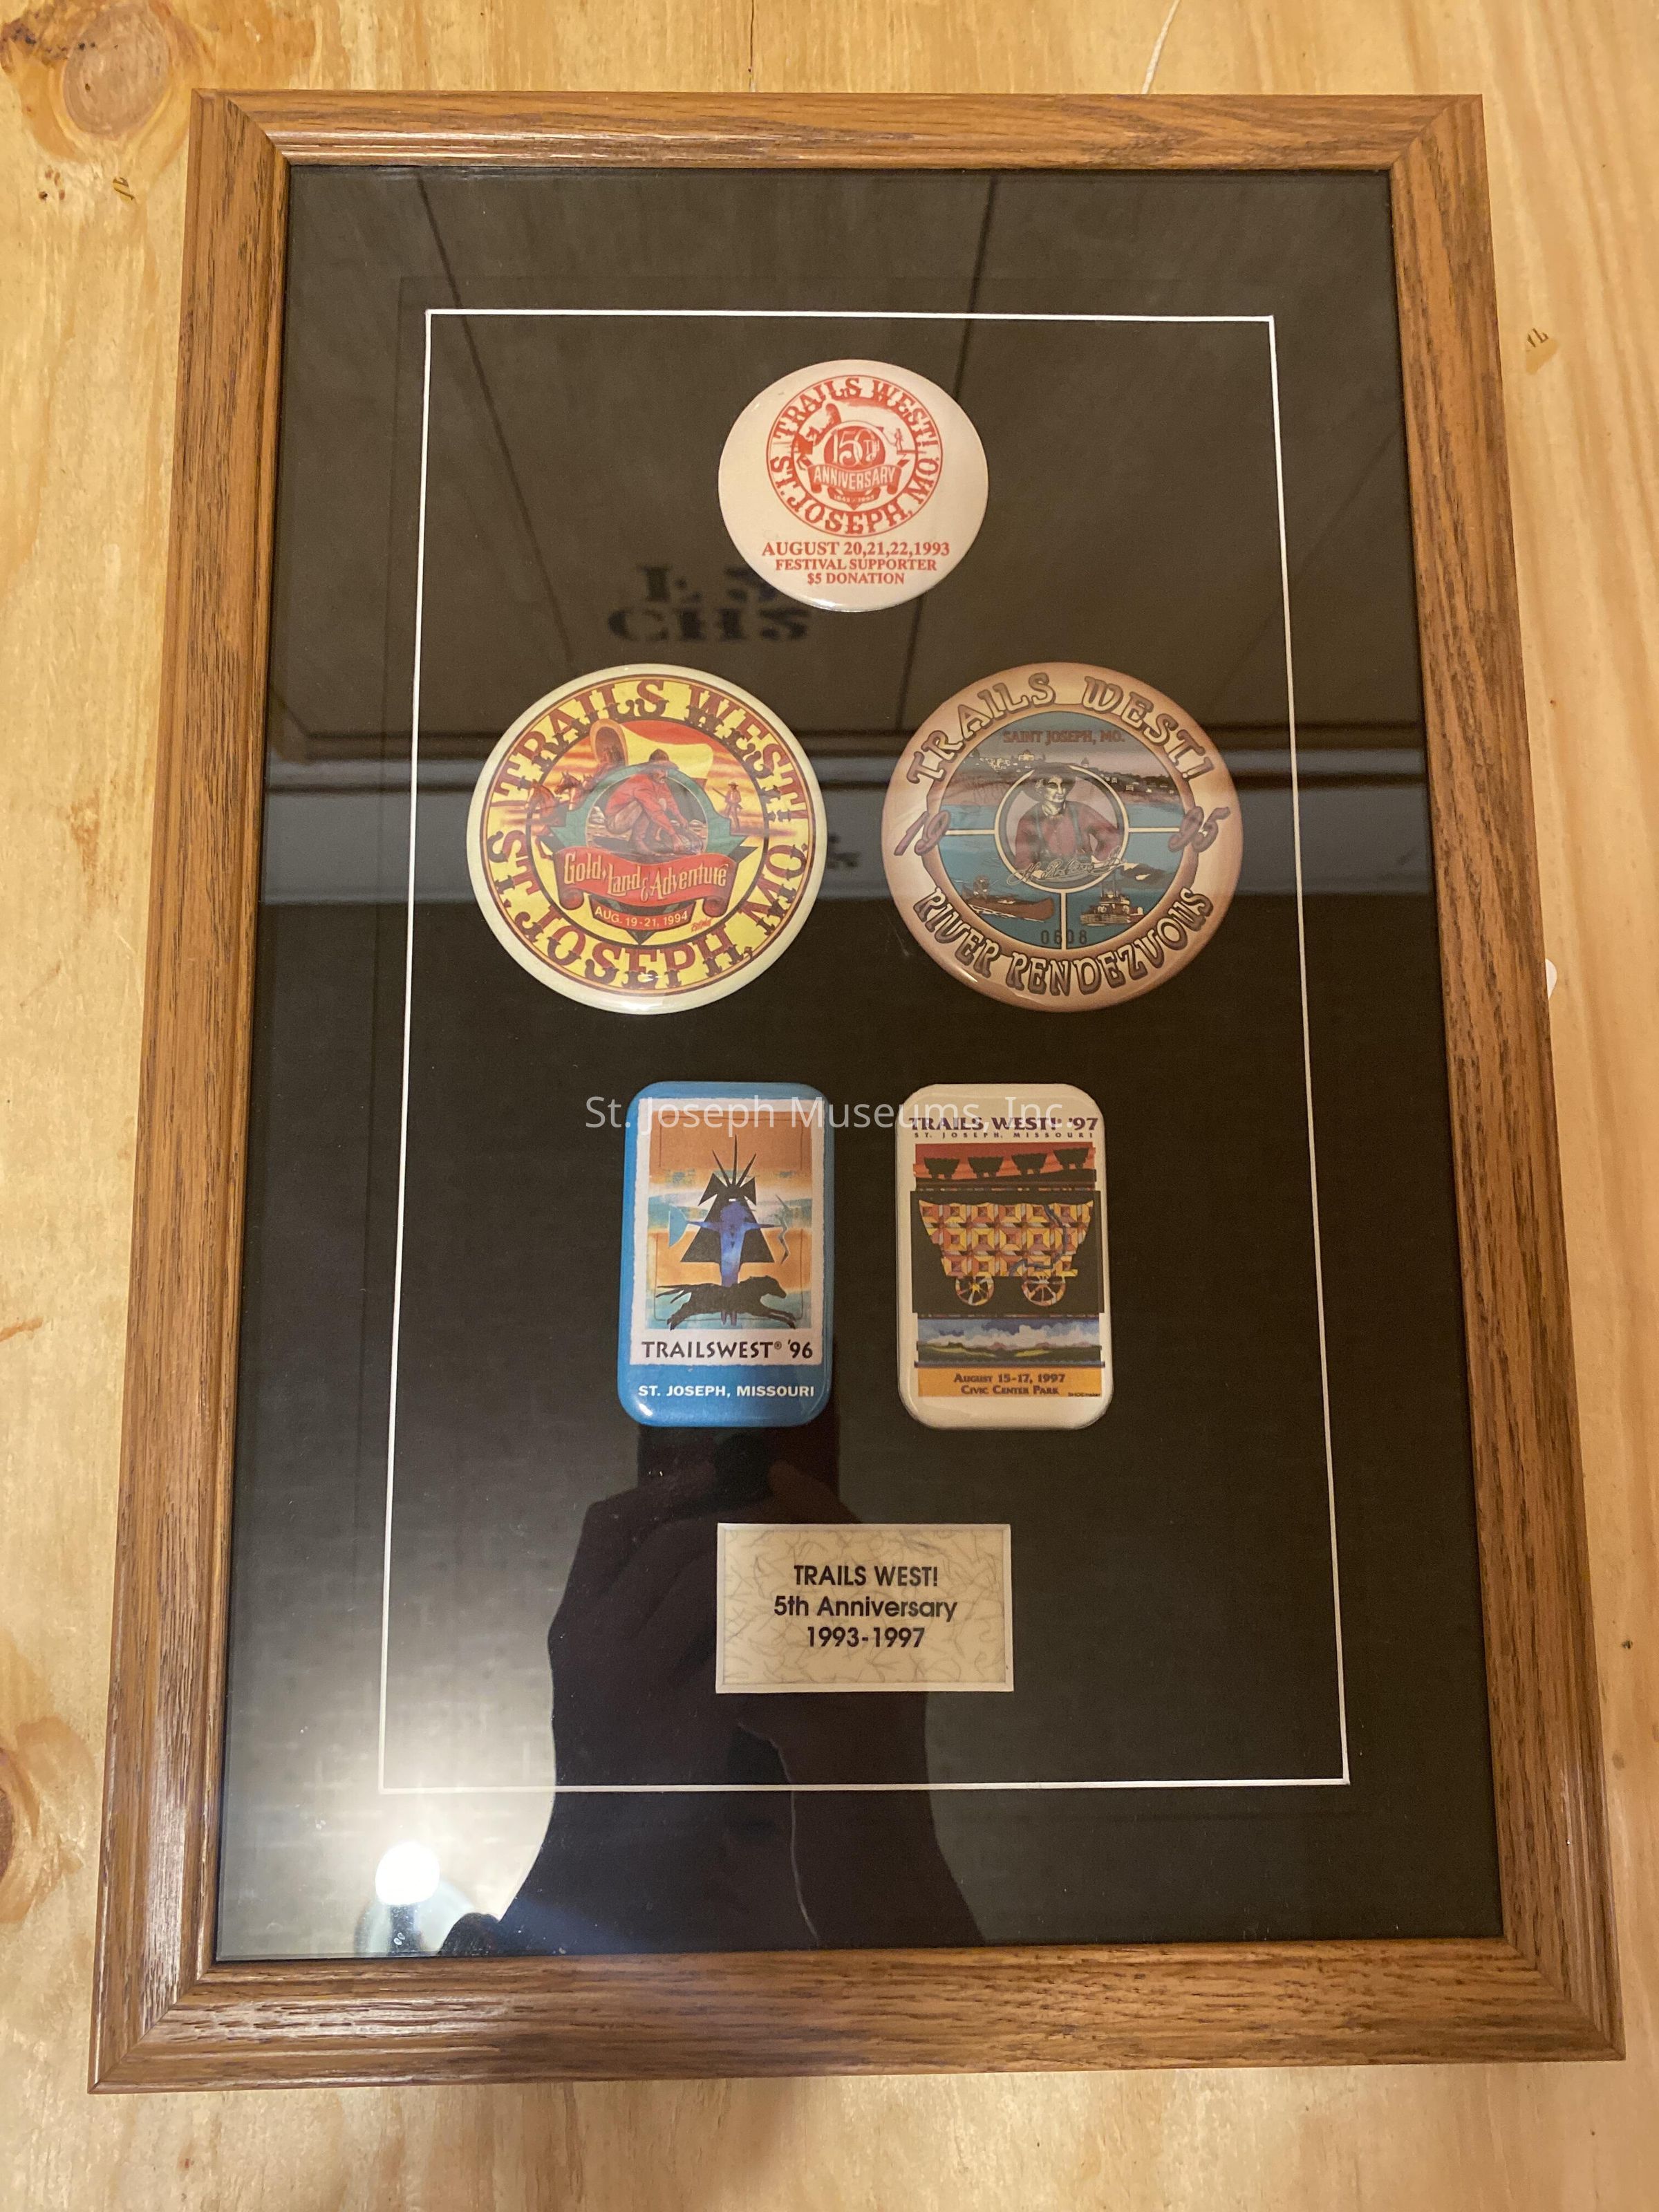 TRAILS WEST!
150TH
ANNIVERSARY
1843-1993
ST. JOSEPH, MO.
AUGUST 20,21,22,1993
FESTIVAL SUPPORTER
$5 DONATION
TRAILS WEST!
Gold, Land & Adventure
AUG. 19-21, 1994
ST. JOSEPH, MO.
TRAILS WEST!
SAINT JOSEPH, MO.
19 95
0608
RIVER RENDEZVOUS
St. Joseph Museums, Inc.
TRAILSWEST® '96
ST. JOSEPH, MISSOURI
TRAILS WEST! '97
ST. JOSEPH, MISSOURI
AUGUST 15-17, 1997
CIVIC CENTER PARK
TRAILS WEST!
5th Anniversary
1993-1997